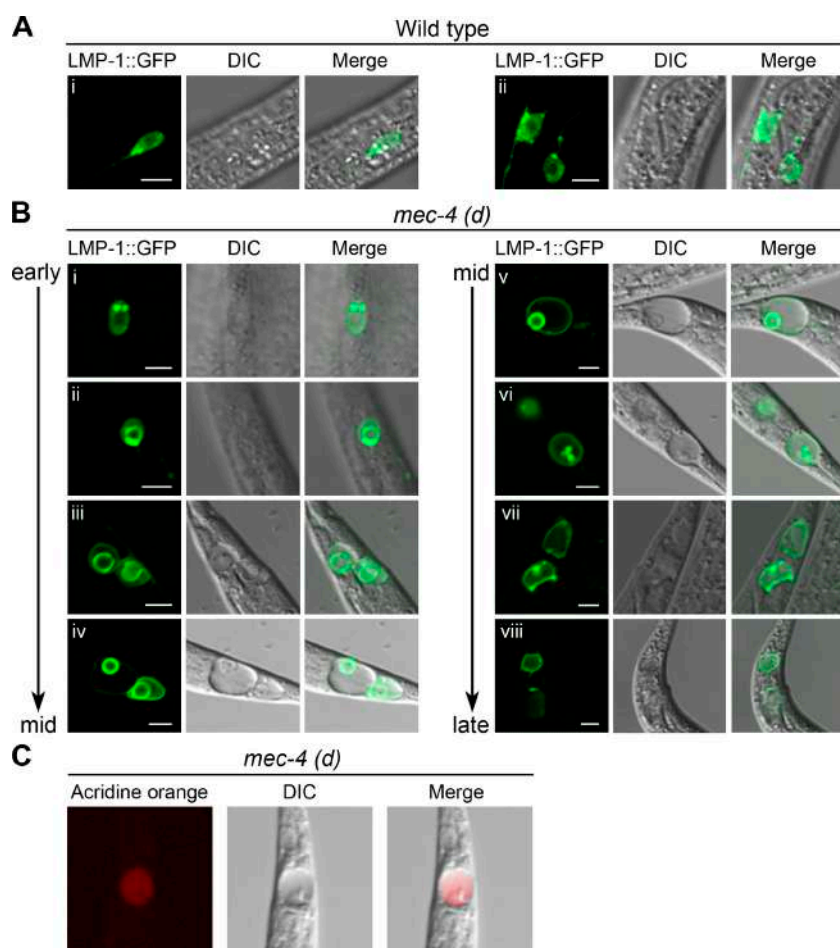 A
Wild type
LMP-1::GFP DIC Merge LMP-1::GFP DIC Merge
i ii
B
mec-4 (d)
LMP-1::GFP DIC Merge LMP-1::GFP DIC Merge
early i mid v
ii vi
iii vii
iv viii
mid late
C
mec-4 (d)
Acridine orange DIC Merge